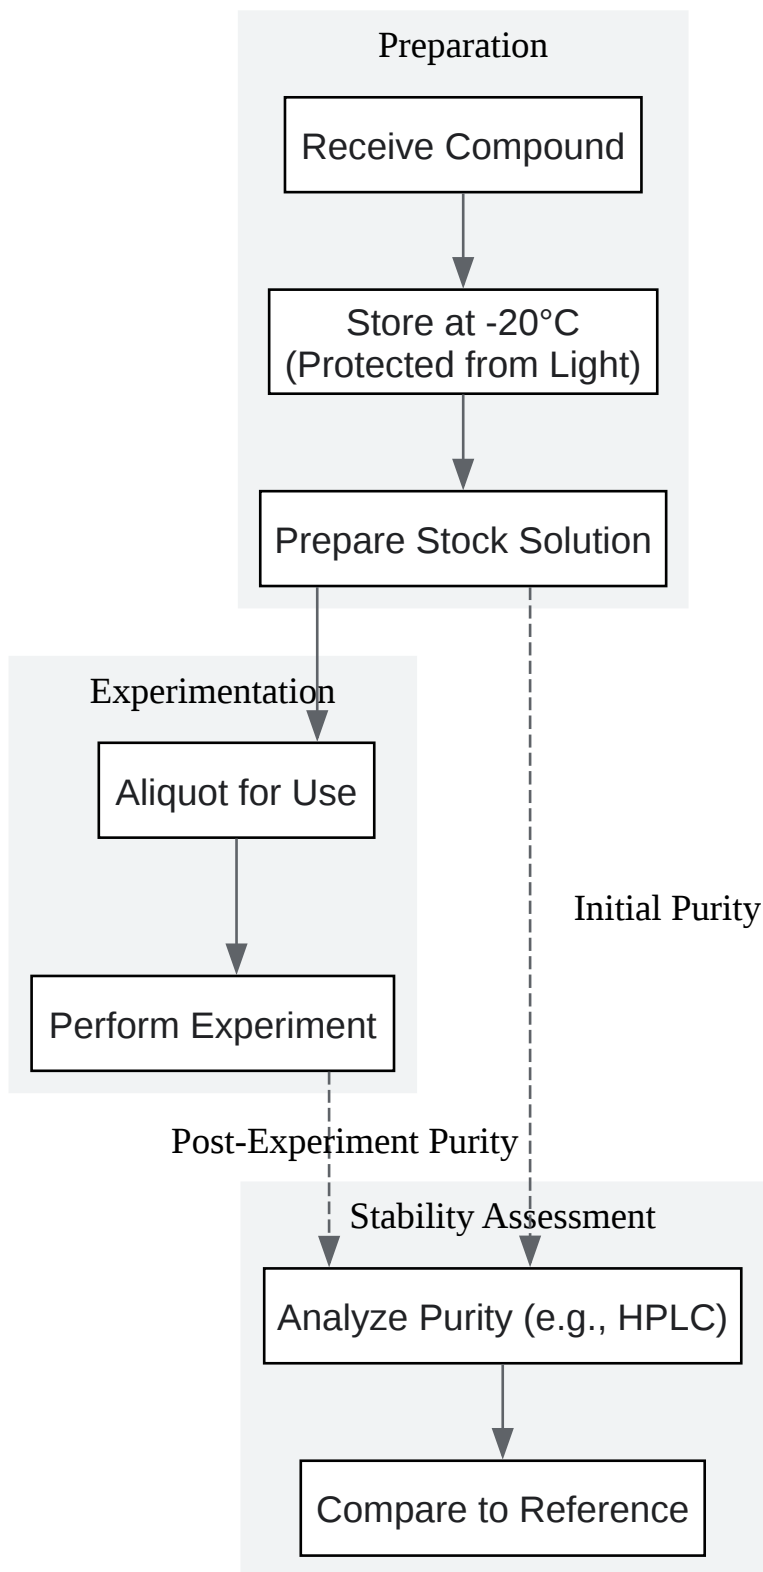 Preparation
Receive Compound
Store at -20°C
(Protected from Light)
Prepare Stock Solution
Experimentation
Aliquot for Use
Initial Purity
Perform Experiment
Post-Experiment Purity
Stability Assessment
Analyze Purity (e.g., HPLC)
Compare to Reference